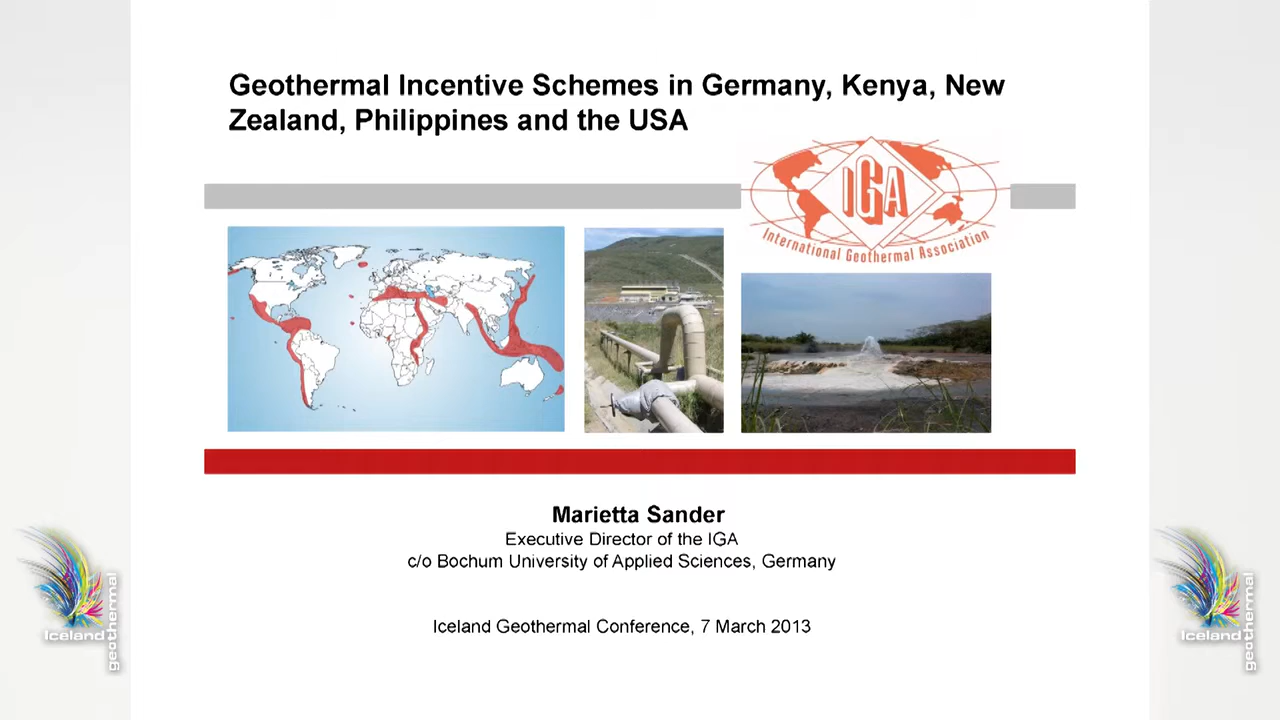 Geothermal Incentive Schemes in Germany, Kenya, New
Zealand, Philippines and the USA
IGA
International Geothermal Association
Marietta Sander
Executive Director of the IGA
c/o Bochum University of Applied Sciences, Germany
Iceland Geothermal Conference, 7 March 2013
Iceland
geothermal
Iceland
geothermal